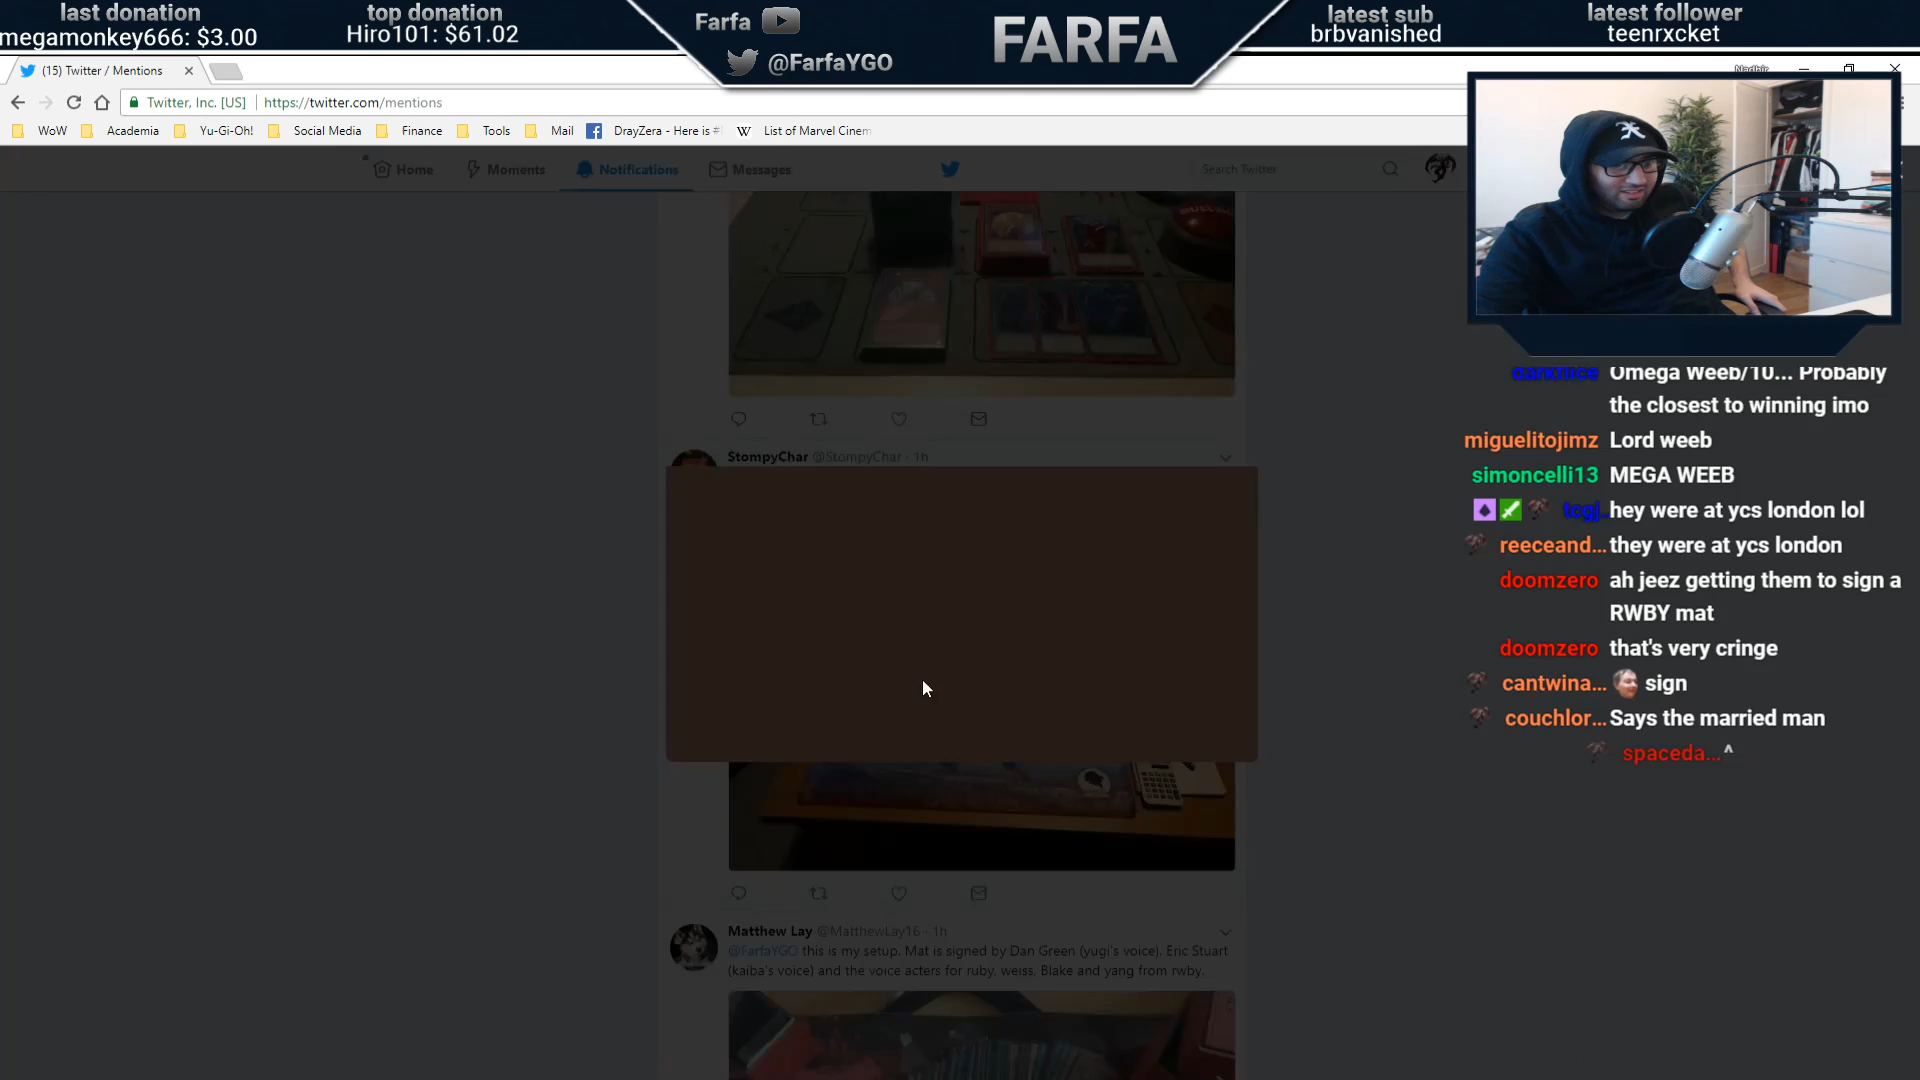 last donation
megamonkey666: $3.00
top donation
Hiro101: $61.02
Farfa
@FarfaYGO
FARFA
latest sub
brbvanished
latest follower
teenrxcket
(15) Twitter / Mentions
Twitter, Inc. [US]
https://twitter.com/mentions
WoW
Academia
Yu-Gi-Oh!
Social Media
Finance
Tools
Mail
DrayZera - Here is #
List of Marvel Cinem
Home
Moments
Notifications
Messages
Search Twitter
StompyChar @StompyChar · 1h
Matthew Lay @MatthewLay16 · 1h
@FarfaYGO this is my setup. Mat is signed by Dan Green (yugi's voice), Eric Stuart
(kaiba's voice) and the voice acters for ruby, weiss, Blake and yang from rwby.
Omega Weeb/10... Probably
the closest to winning imo
miguelitojimz Lord weeb
simoncelli13 MEGA WEEB
tcgj.. hey were at ycs london lol
reeceand... they were at ycs london
doomzero ah jeez getting them to sign a
RWBY mat
doomzero that's very cringe
cantwina... sign
couchlor... Says the married man
spaceda... ^